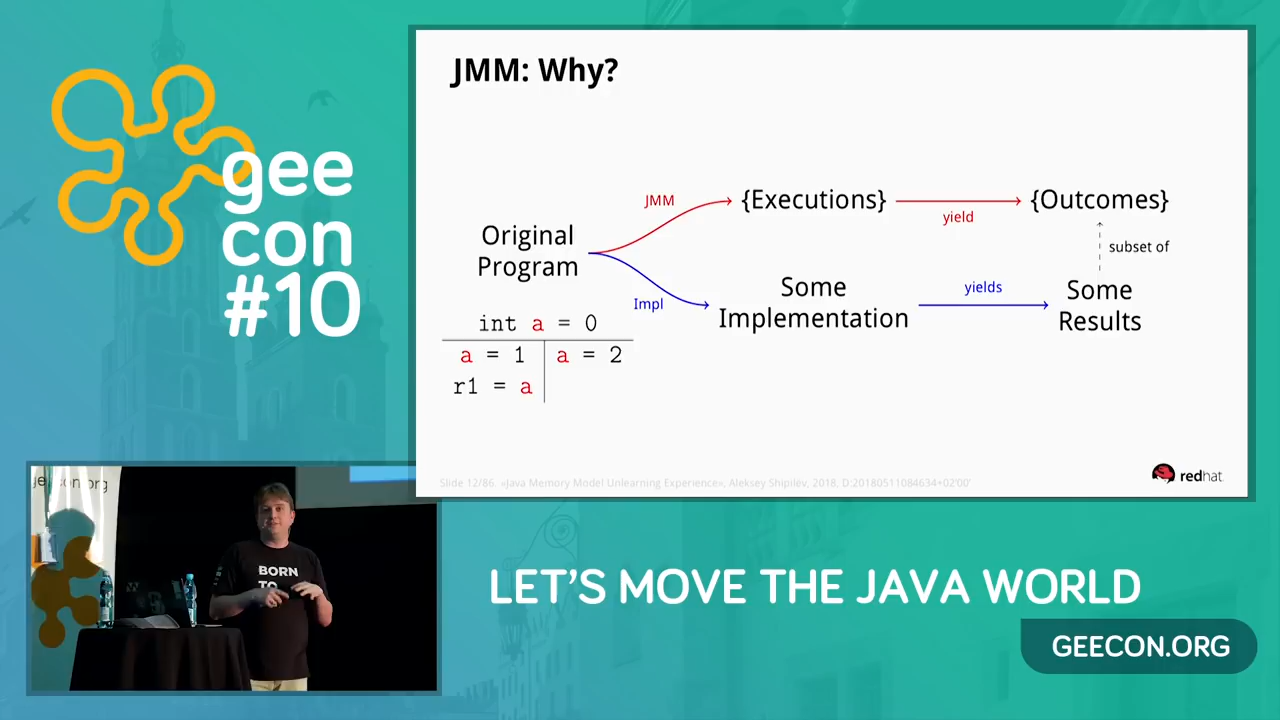 gee
con
#10
JMM: Why?
JMM
{Executions}
yield
{Outcomes}
Original
Program
subset of
Impl
Some
Implementation
yields
Some
Results
int a = 0
a = 1
a = 2
r1 = a
redhat.
Slide 12/86. «Java Memory Model Unlearning Experience», Aleksey Shipilëv, 2018, D:20180511084634+02'00'
BORN
TO
LET'S MOVE THE JAVA WORLD
GEECON.ORG